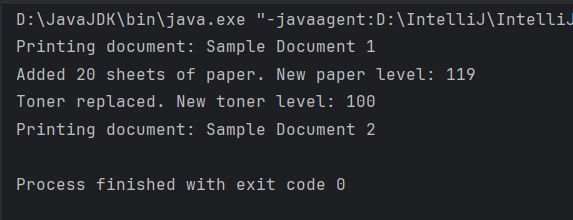 D:\JavaJDK\bin\java.exe "-javaagent:D:\IntelliJ\IntelliJ
Printing document: Sample Document 1
Added 20 sheets of paper. New paper level: 119
Toner replaced. New toner level: 100
Printing document: Sample Document 2
Process finished with exit code 0